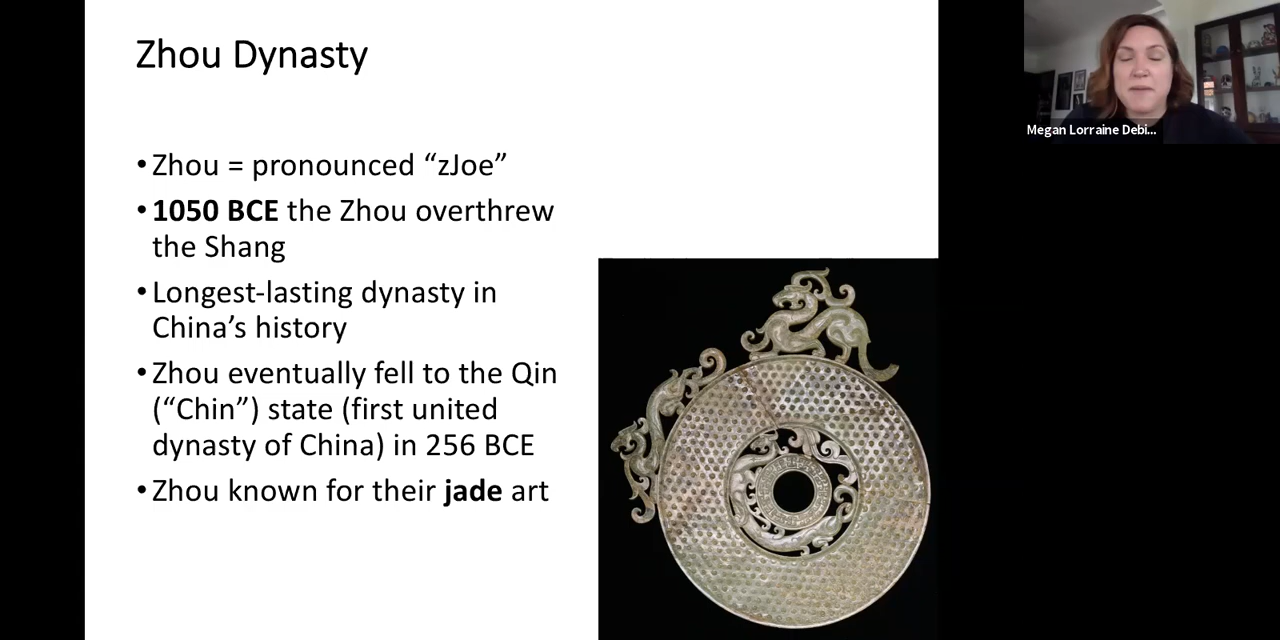 Zhou Dynasty
•Zhou = pronounced “zJoe”
•1050 BCE the Zhou overthrew
the Shang
•Longest-lasting dynasty in
China’s history
•Zhou eventually fell to the Qin
(“Chin”) state (first united
dynasty of China) in 256 BCE
•Zhou known for their jade art
Megan Lorraine Debi...